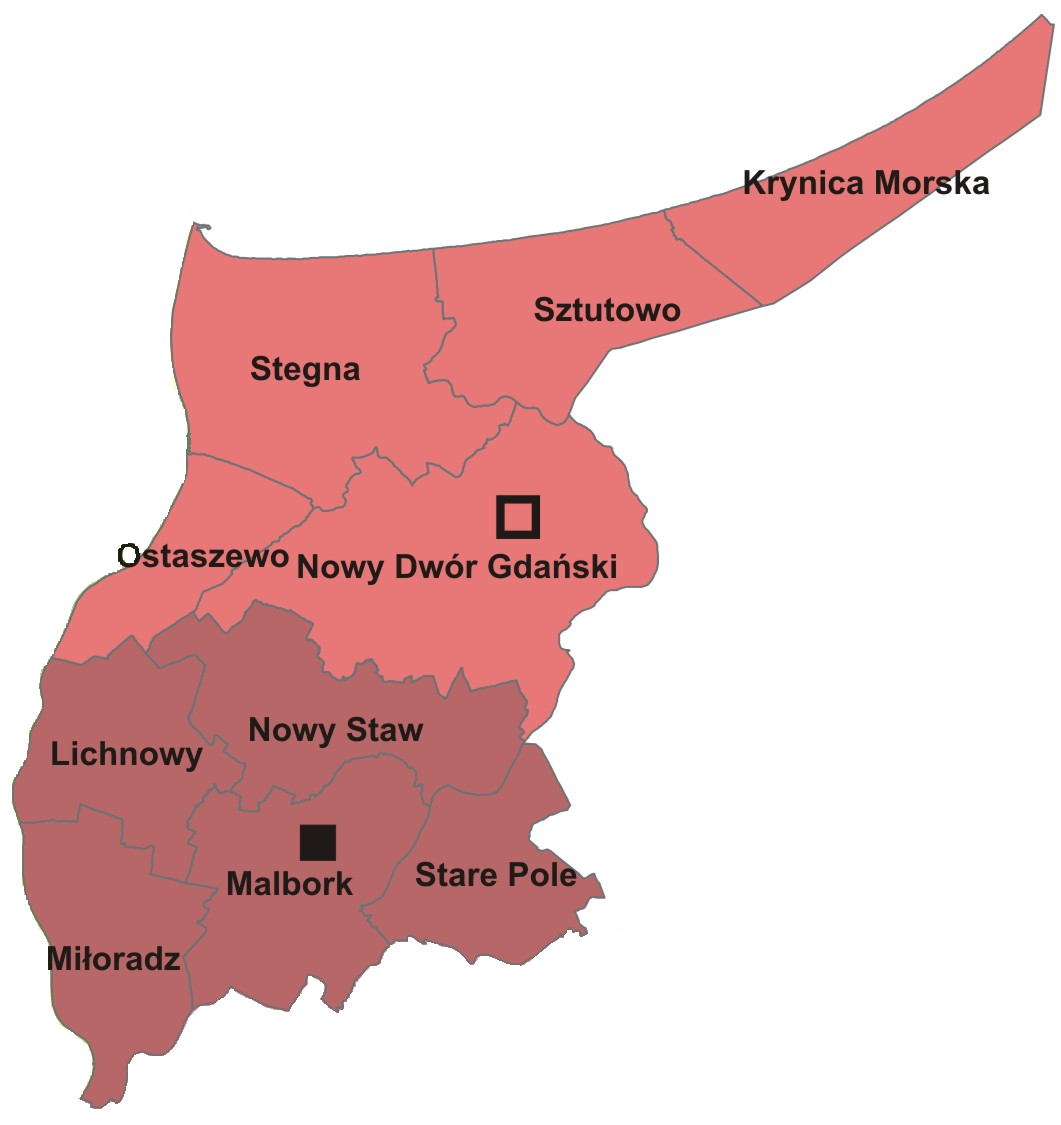 Krynica Morska
Sztutowo
Stegna
Ostaszewo
Nowy Dwór Gdański
Nowy Staw
Lichnowy
Stare Pole
Malbork
Miłoradz